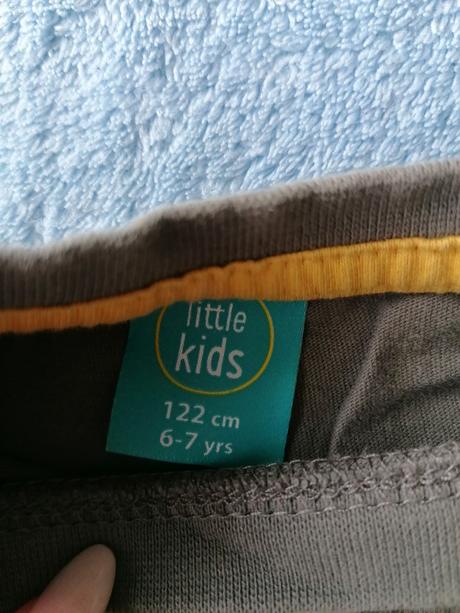 little
kids
122 cm
6-7 yrs